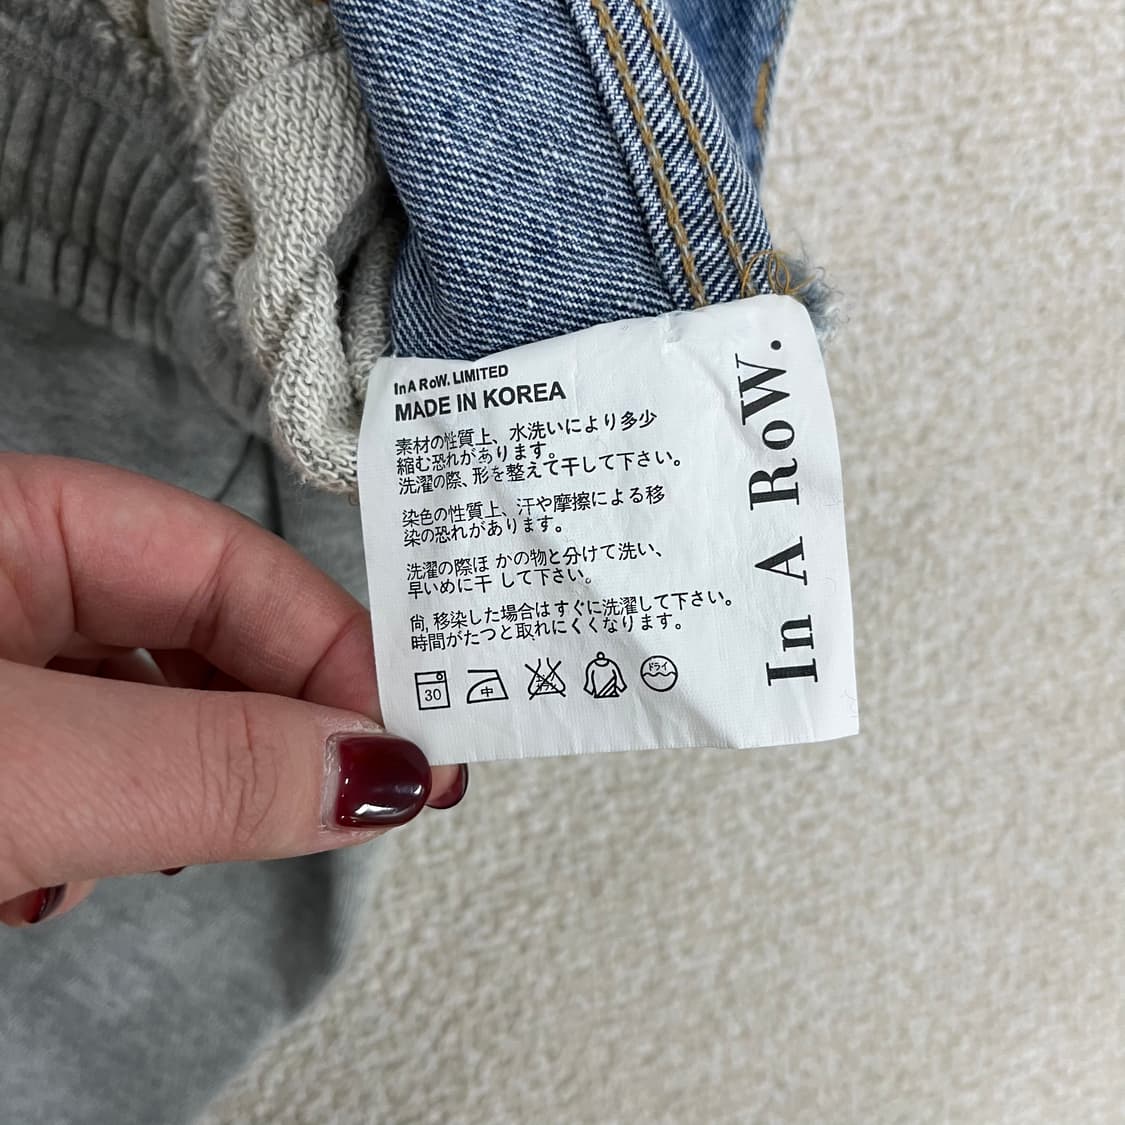 In A RoW. LIMITED
MADE IN KOREA
素材の性質上、水洗いにより多少
縮む恐れがあります。
洗濯の際、形を整えて干して下さい。
染色の性質上、汗や摩擦による移
染の恐れがあります。
洗濯の際ほ かの物と分けて洗い、
早いめに干 して下さい。
尚, 移染した場合はすぐに洗濯して下さい。
時間がたつと取れにくくなります。
30
中
ドライ
In A RoW.